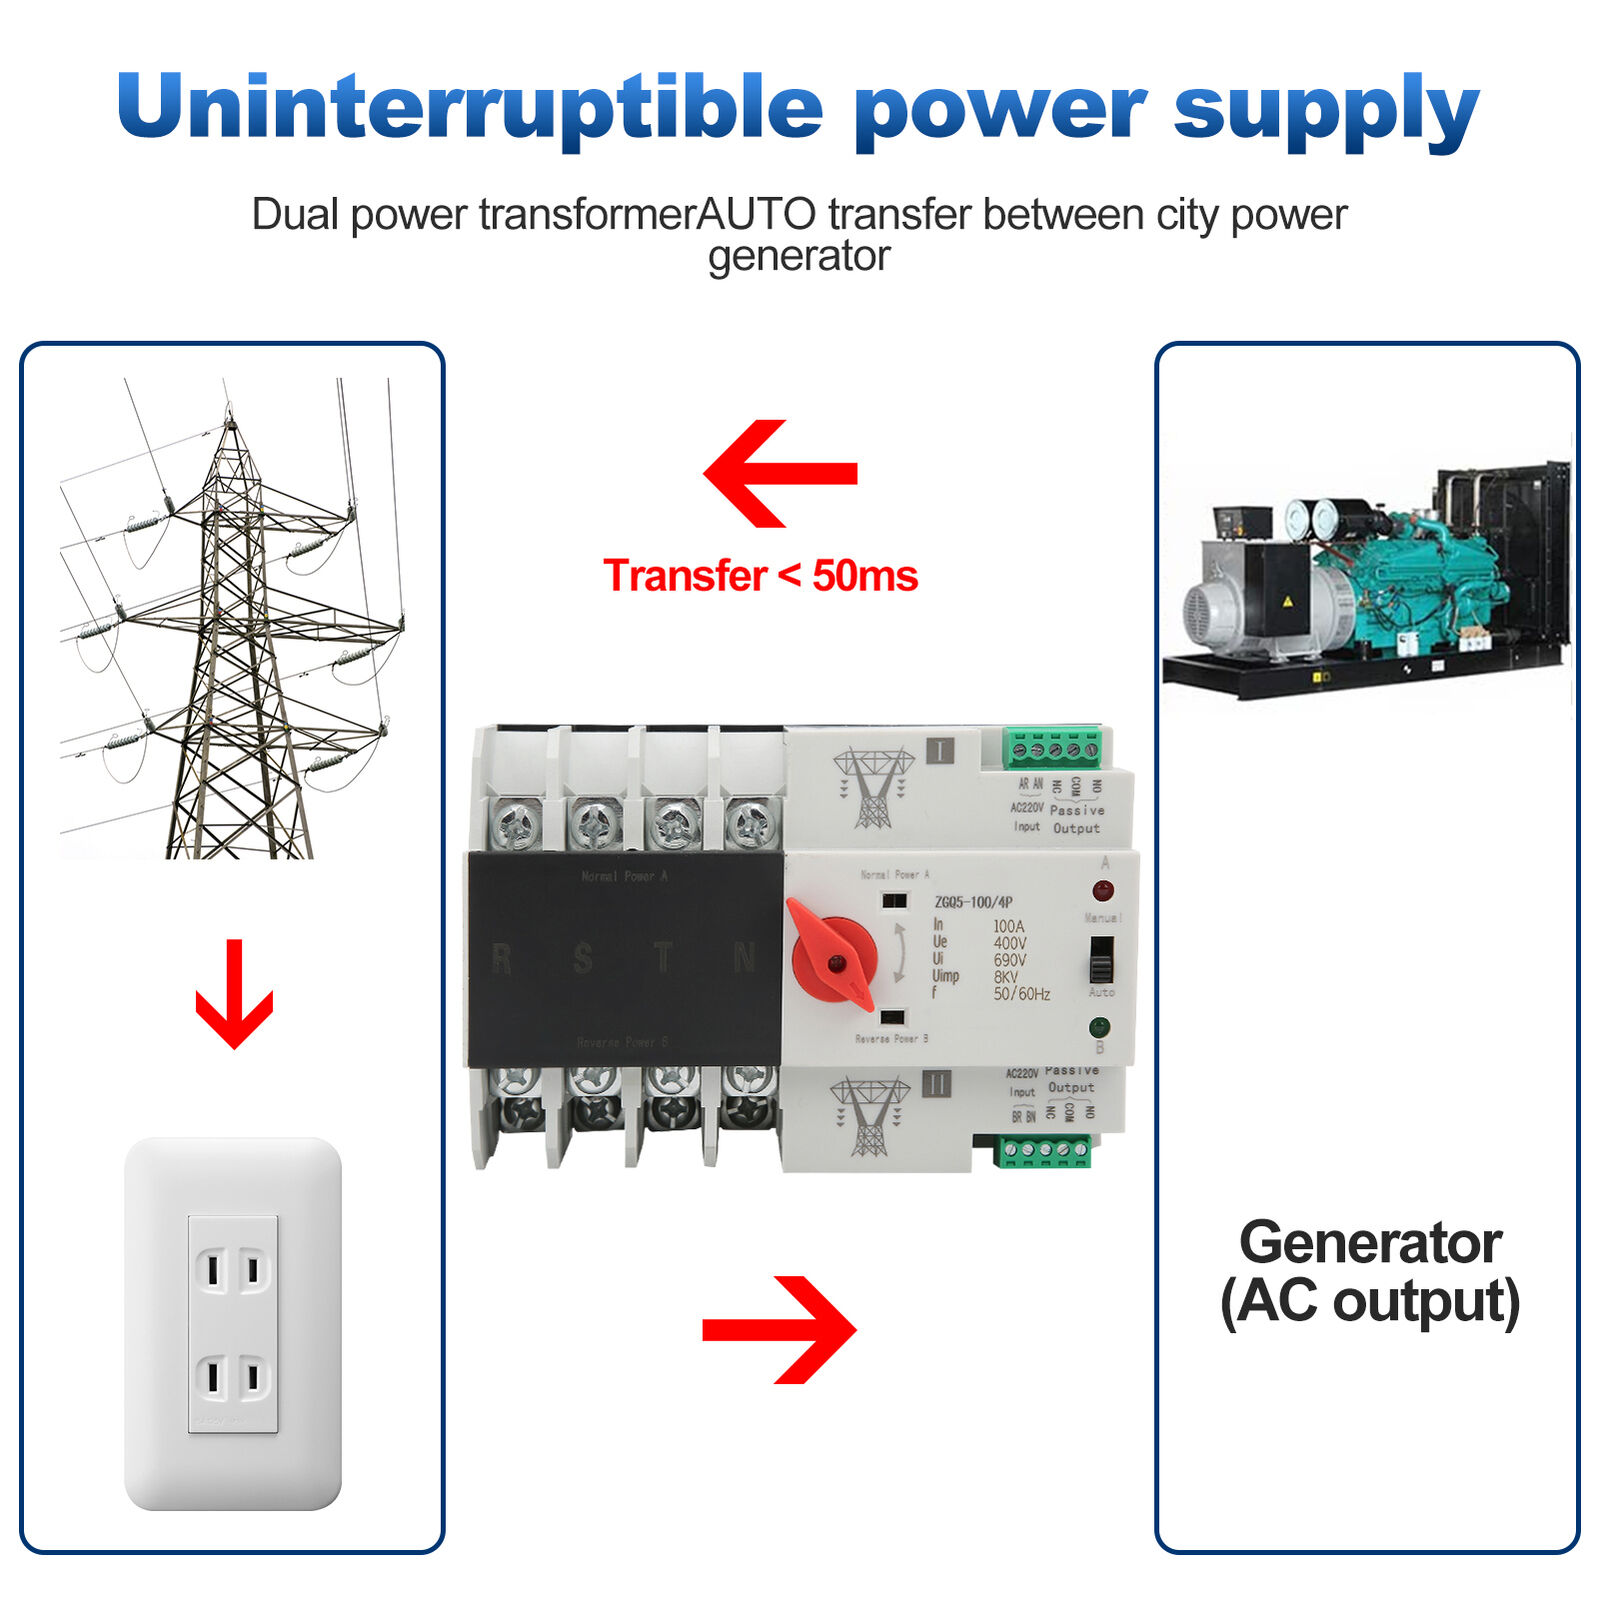 Uninterruptible power supply
Dual power transformerAUTO transfer between city power
generator
Transfer < 50ms
I
AR AN NC COM NO
AC220V Passive
Input Output
Normal Power A
Normal Power A
A
ZGQ5-100/4P
In 100A
Manual
Ue 400V
R S T N
Ui 690V
Uimp 8KV
f 50/60Hz
Auto
Reverse Power B
Reverse Power B
B
II
AC220V Passive
Input Output
BR BN NC COM NO
Generator
(AC output)